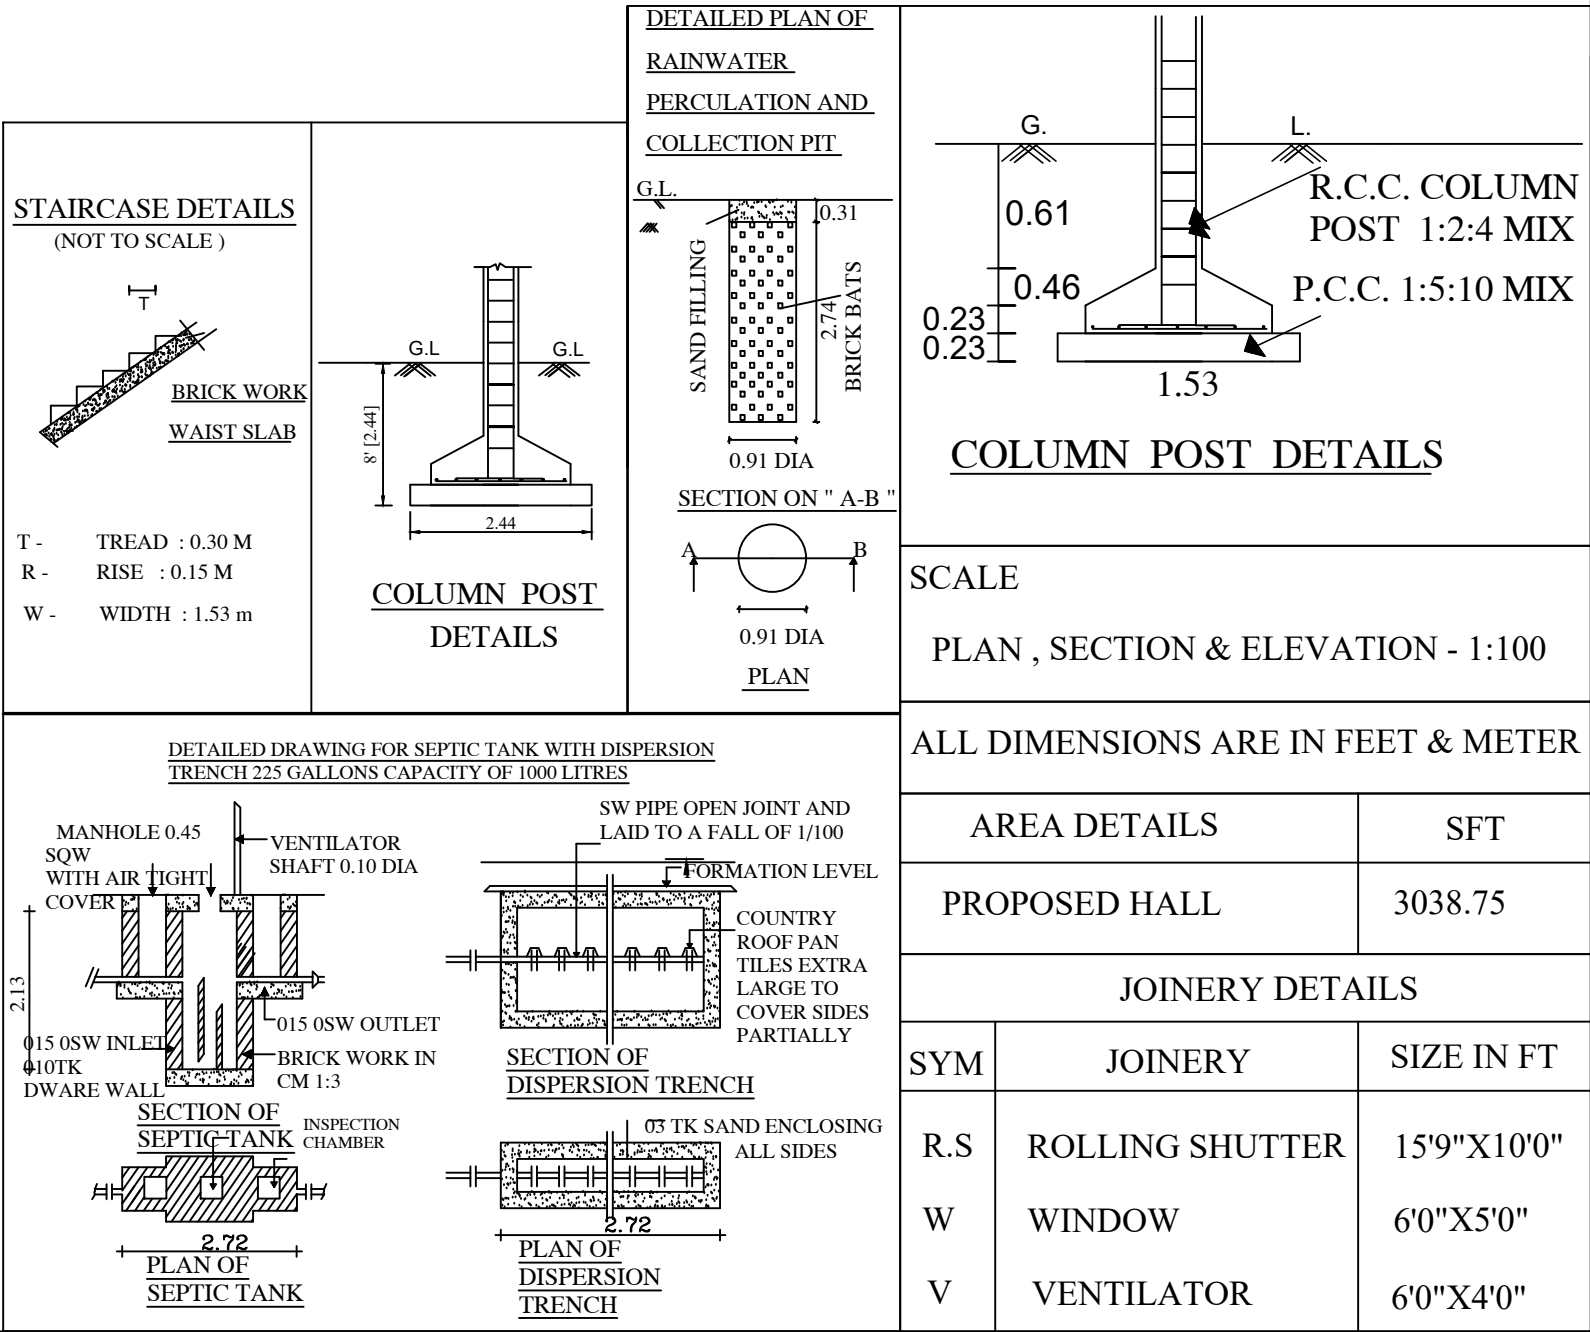 STAIRCASE DETAILS
(NOT TO SCALE )
T
BRICK WORK
WAIST SLAB
T - TREAD : 0.30 M
R - RISE : 0.15 M
W - WIDTH : 1.53 m
G.L G.L
8' [2.44]
2.44
COLUMN POST
DETAILS
DETAILED PLAN OF
RAINWATER
PERCULATION AND
COLLECTION PIT
G.L.
0.31
SAND FILLING
2.74
BRICK BATS
0.91 DIA
SECTION ON " A-B "
A B
0.91 DIA
PLAN
G. L.
0.61
0.46
0.23
0.23
1.53
R.C.C. COLUMN
POST 1:2:4 MIX
P.C.C. 1:5:10 MIX
COLUMN POST DETAILS
SCALE
PLAN , SECTION & ELEVATION - 1:100
ALL DIMENSIONS ARE IN FEET & METER
AREA DETAILS SFT
PROPOSED HALL 3038.75
JOINERY DETAILS
SYM JOINERY SIZE IN FT
R.S ROLLING SHUTTER 15'9"X10'0"
W WINDOW 6'0"X5'0"
V VENTILATOR 6'0"X4'0"
DETAILED DRAWING FOR SEPTIC TANK WITH DISPERSION
TRENCH 225 GALLONS CAPACITY OF 1000 LITRES
MANHOLE 0.45
SQW
WITH AIR TIGHT
COVER
VENTILATOR
SHAFT 0.10 DIA
2.13
015 0SW INLET
010TK
DWARE WALL
015 0SW OUTLET
BRICK WORK IN
CM 1:3
SECTION OF
SEPTIC TANK
INSPECTION
CHAMBER
2.72
PLAN OF
SEPTIC TANK
SW PIPE OPEN JOINT AND
LAID TO A FALL OF 1/100
FORMATION LEVEL
COUNTRY
ROOF PAN
TILES EXTRA
LARGE TO
COVER SIDES
PARTIALLY
SECTION OF
DISPERSION TRENCH
03 TK SAND ENCLOSING
ALL SIDES
2.72
PLAN OF
DISPERSION
TRENCH